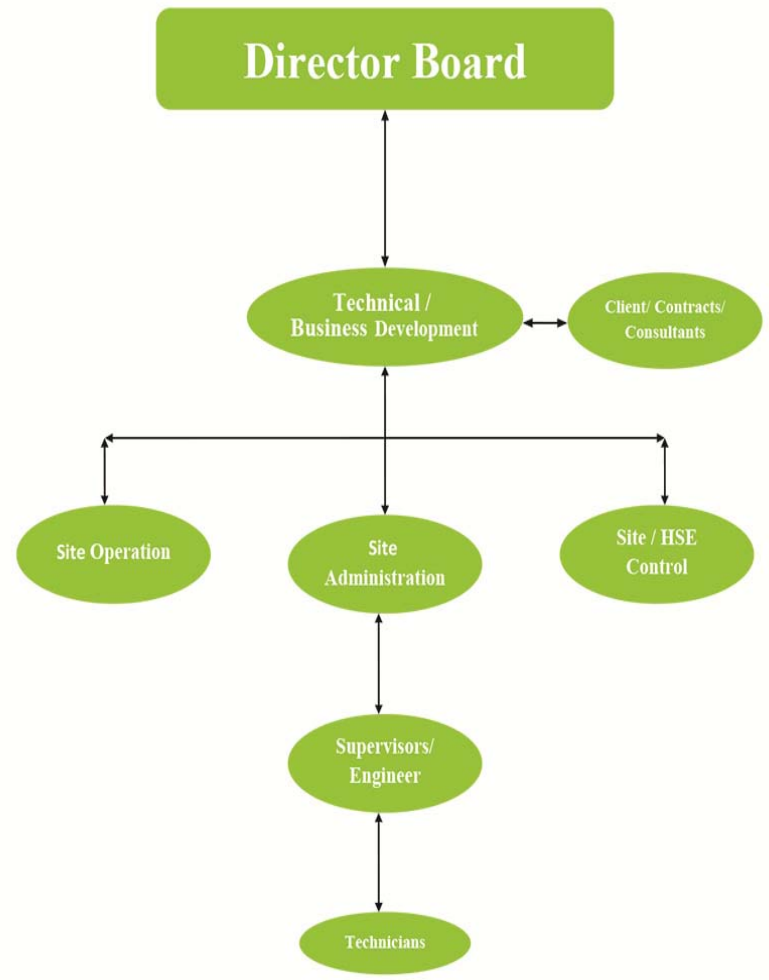 Director Board
Technical /
Business Development
Client/ Contracts/
Consultants
Site Operation
Site
Administration
Site / HSE
Control
Supervisors/
Engineer
Technicians